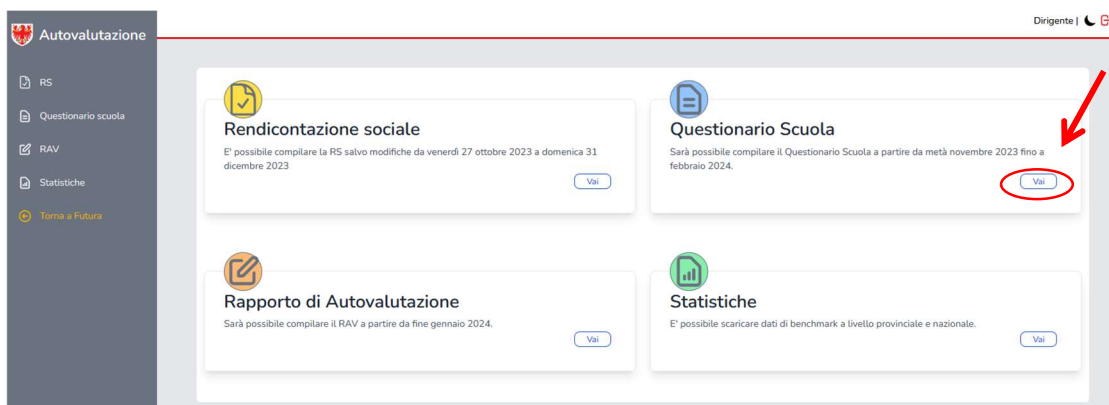 Dirigente |
Autovalutazione
RS
Questionario scuola
RAV
Statistiche
Torna a Futura
Rendicontazione sociale
E' possibile compilare la RS salvo modifiche da venerdì 27 ottobre 2023 a domenica 31
dicembre 2023
Vai
Questionario Scuola
Sarà possibile compilare il Questionario Scuola a partire da metà novembre 2023 fino a
febbraio 2024.
Vai
Rapporto di Autovalutazione
Sarà possibile compilare il RAV a partire da fine gennaio 2024.
Vai
Statistiche
E' possibile scaricare dati di benchmark a livello provinciale e nazionale.
Vai